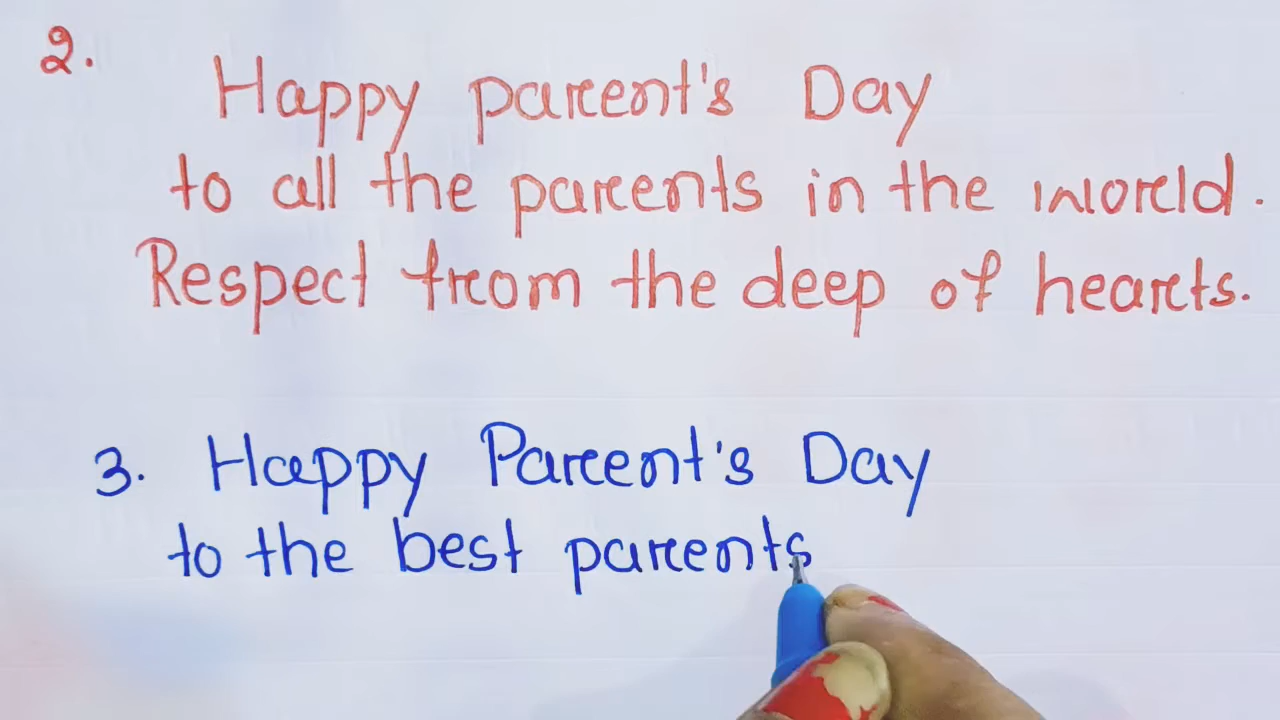 2.
Happy parent's Day
to all the parents in the world.
Respect from the deep of hearts.
3. Happy Parent's Day
to the best parents